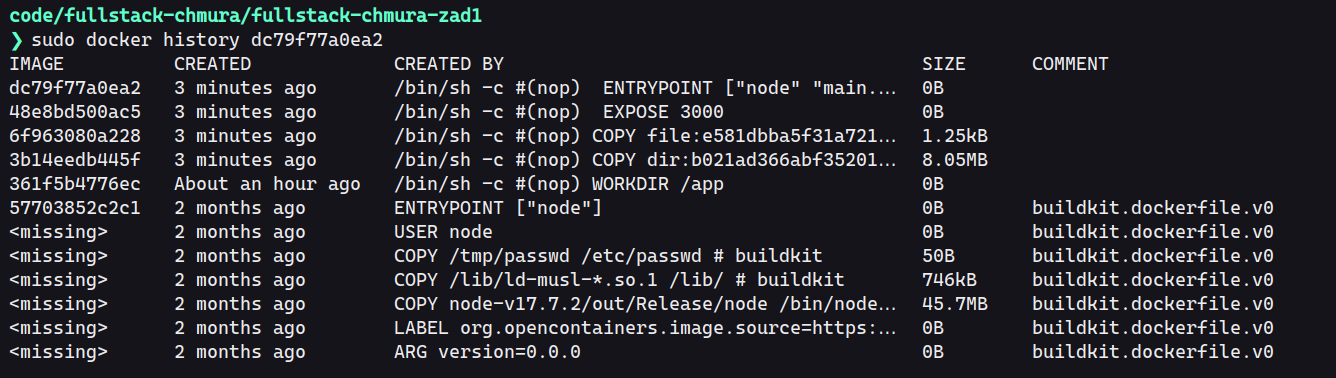 code/fullstack-chmura/fullstack-chmura-zad1
❯ sudo docker history dc79f77a0ea2
IMAGE          CREATED             CREATED BY                                      SIZE      COMMENT
dc79f77a0ea2   3 minutes ago       /bin/sh -c #(nop)  ENTRYPOINT ["node" "main.…   0B
48e8bd500ac5   3 minutes ago       /bin/sh -c #(nop)  EXPOSE 3000                  0B
6f963080a228   3 minutes ago       /bin/sh -c #(nop) COPY file:e581dbba5f31a721…   1.25kB
3b14eedb445f   3 minutes ago       /bin/sh -c #(nop) COPY dir:b021ad366abf35201…   8.05MB
361f5b4776ec   About an hour ago   /bin/sh -c #(nop) WORKDIR /app                  0B
57703852c2c1   2 months ago        ENTRYPOINT ["node"]                             0B        buildkit.dockerfile.v0
<missing>      2 months ago        USER node                                       0B        buildkit.dockerfile.v0
<missing>      2 months ago        COPY /tmp/passwd /etc/passwd # buildkit         50B       buildkit.dockerfile.v0
<missing>      2 months ago        COPY /lib/ld-musl-*.so.1 /lib/ # buildkit       746kB     buildkit.dockerfile.v0
<missing>      2 months ago        COPY node-v17.7.2/out/Release/node /bin/node…   45.7MB    buildkit.dockerfile.v0
<missing>      2 months ago        LABEL org.opencontainers.image.source=https:…   0B        buildkit.dockerfile.v0
<missing>      2 months ago        ARG version=0.0.0                               0B        buildkit.dockerfile.v0